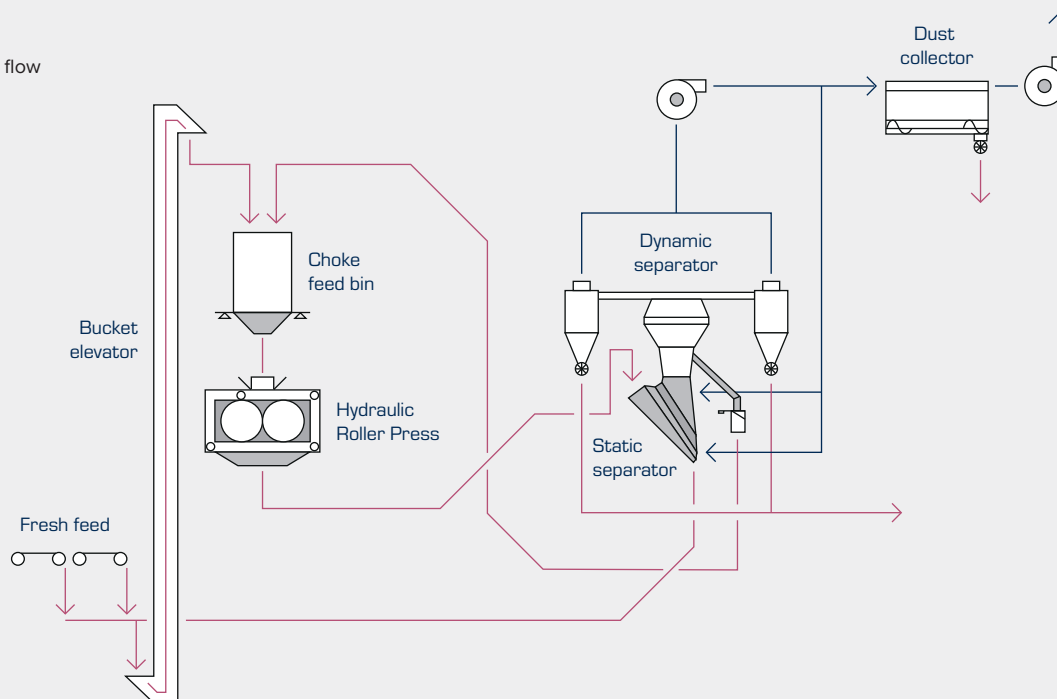 flow
Dust
collector
Dynamic
separator
Choke
feed bin
Bucket
elevator
Hydraulic
Roller Press
Static
separator
Fresh feed